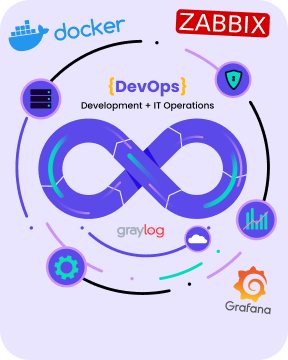 docker
ZABBIX
{DevOps}
Development + IT Operations
graylog
Grafana